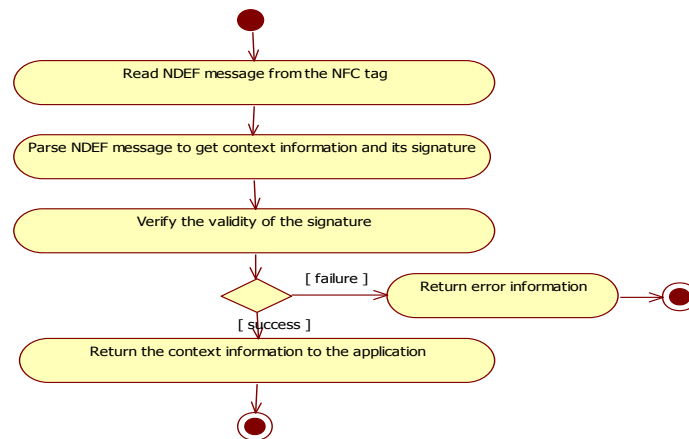 Read NDEF message from the NFC tag
Parse NDEF message to get context information and its signature
Verify the validity of the signature
[ failure ]
Return error information
[ success ]
Return the context information to the application